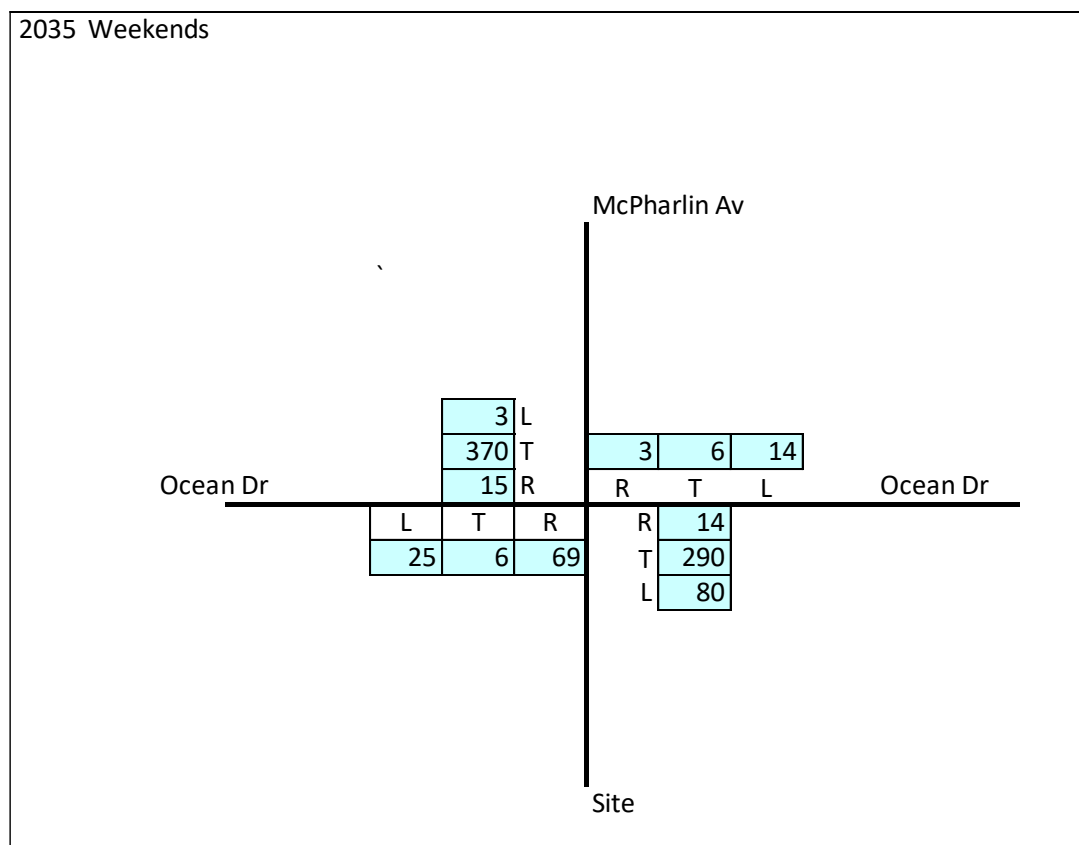 2035 Weekends
McPharlin Av
`
3 L
370 T 3 6 14
Ocean Dr 15 R R T L Ocean Dr
L T R R 14
25 6 69 T 290
L 80
Site